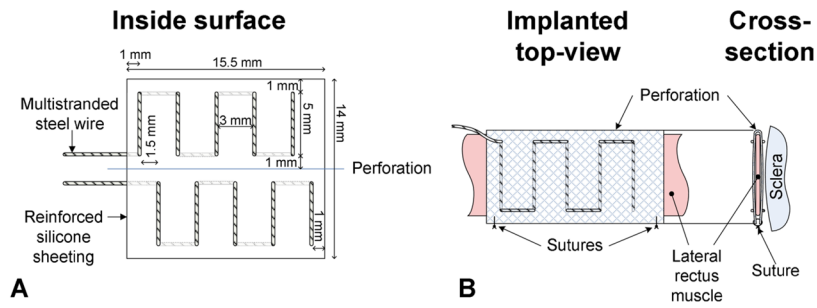 Inside surface
1 mm
15.5 mm
1 mm
Multistranded
steel wire
3 mm
5 mm
14 mm
1.5 mm
1 mm
Perforation
Reinforced
silicone
sheeting
1 mm
A
Implanted
top-view
Cross-
section
Perforation
Sclera
Sutures
Lateral
rectus
muscle
Suture
B